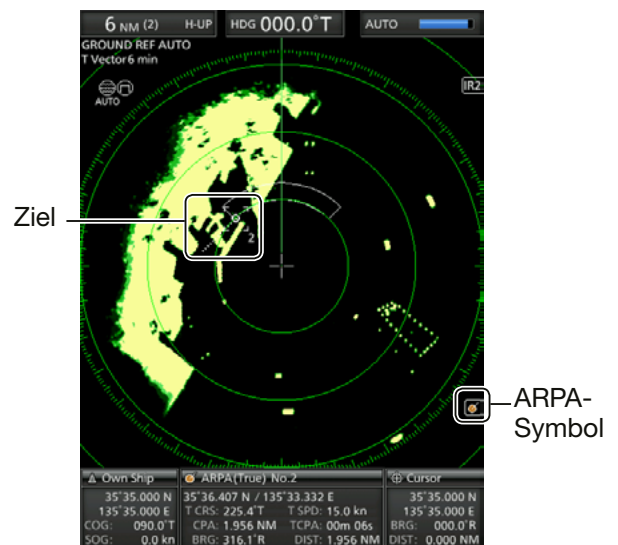 6 NM (2) H-UP HDG 000.0°T AUTO
GROUND REF AUTO
T Vector 6 min
AUTO
IR2
Ziel
2
ARPA-
Symbol
Own Ship
35°35.000 N
135°35.000 E
COG: 090.0°T
SOG: 0.0 kn
ARPA(True) No.2
35°36.407 N / 135°33.332 E
T CRS: 225.4°T T SPD: 15.0 kn
CPA: 1.956 NM TCPA: 00m 06s
BRG: 316.1°R DIST: 1.956 NM
Cursor
35°35.000 N
135°35.000 E
BRG: 000.0°R
DIST: 0.000 NM